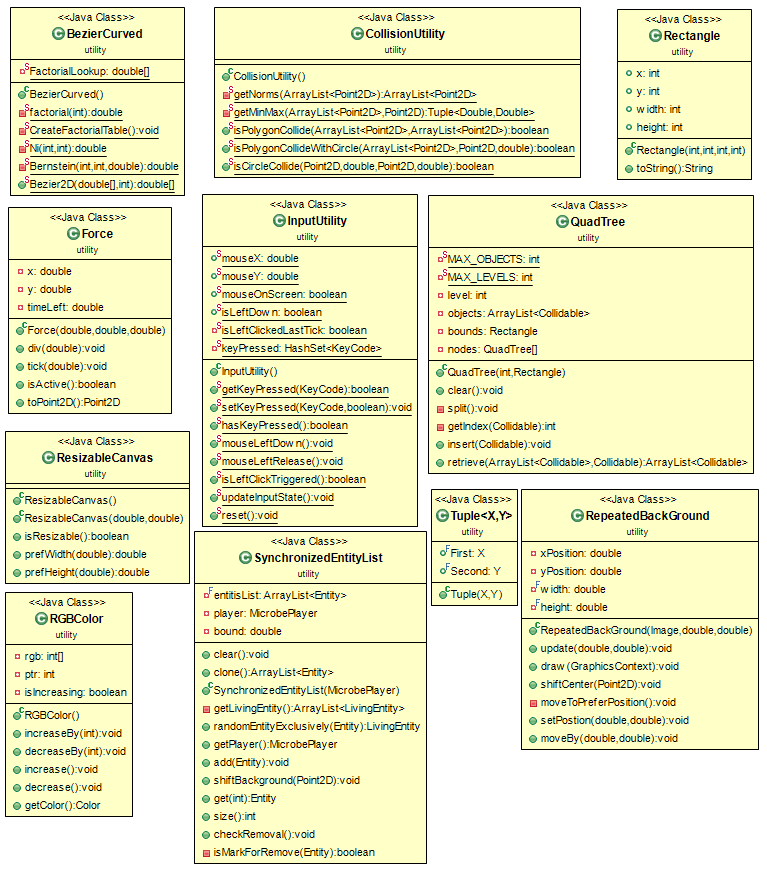 <<Java Class>>
BezierCurved
utility
FactorialLookup: double[]
BezierCurved()
factorial(int):double
CreateFactorialTable():void
Ni(int,int):double
Bernstein(int,int,double):double
Bezier2D(double[],int):double[]
<<Java Class>>
CollisionUtility
utility
CollisionUtility()
getNorms(ArrayList<Point2D>):ArrayList<Point2D>
getMinMax(ArrayList<Point2D>,Point2D):Tuple<Double,Double>
isPolygonCollide(ArrayList<Point2D>,ArrayList<Point2D>):boolean
isPolygonCollideWithCircle(ArrayList<Point2D>,Point2D,double):boolean
isCircleCollide(Point2D,double,Point2D,double):boolean
<<Java Class>>
Rectangle
utility
x: int
y: int
width: int
height: int
Rectangle(int,int,int,int)
toString():String
<<Java Class>>
Force
utility
x: double
y: double
timeLeft: double
Force(double,double,double)
div(double):void
tick(double):void
isActive():boolean
toPoint2D():Point2D
<<Java Class>>
InputUtility
utility
mouseX: double
mouseY: double
mouseOnScreen: boolean
isLeftDown: boolean
isLeftClickedLastTick: boolean
keyPressed: HashSet<KeyCode>
InputUtility()
getKeyPressed(KeyCode):boolean
setKeyPressed(KeyCode,boolean):void
hasKeyPressed():boolean
mouseLeftDown():void
mouseLeftRelease():void
isLeftClickTriggered():boolean
updateInputState():void
reset():void
<<Java Class>>
QuadTree
utility
MAX_OBJECTS: int
MAX_LEVELS: int
level: int
objects: ArrayList<Collidable>
bounds: Rectangle
nodes: QuadTree[]
QuadTree(int,Rectangle)
clear():void
split():void
getIndex(Collidable):int
insert(Collidable):void
retrieve(ArrayList<Collidable>,Collidable):ArrayList<Collidable>
<<Java Class>>
ResizableCanvas
utility
ResizableCanvas()
ResizableCanvas(double,double)
isResizable():boolean
prefWidth(double):double
prefHeight(double):double
<<Java Class>>
Tuple<X,Y>
utility
First: X
Second: Y
Tuple(X,Y)
<<Java Class>>
RepeatedBackGround
utility
xPosition: double
yPosition: double
width: double
height: double
RepeatedBackGround(Image,double,double)
update(double,double):void
draw(GraphicsContext):void
shiftCenter(Point2D):void
moveToPreferPosition():void
setPostion(double,double):void
moveBy(double,double):void
<<Java Class>>
SynchronizedEntityList
utility
entitisList: ArrayList<Entity>
player: MicrobePlayer
bound: double
clear():void
clone():ArrayList<Entity>
SynchronizedEntityList(MicrobePlayer)
getLivingEntity():ArrayList<LivingEntity>
randomEntityExclusively(Entity):LivingEntity
getPlayer():MicrobePlayer
add(Entity):void
shiftBackground(Point2D):void
get(int):Entity
size():int
checkRemoval():void
isMarkForRemove(Entity):boolean
<<Java Class>>
RGBColor
utility
rgb: int[]
ptr: int
isIncreasing: boolean
RGBColor()
increaseBy(int):void
decreaseBy(int):void
increase():void
decrease():void
getColor():Color